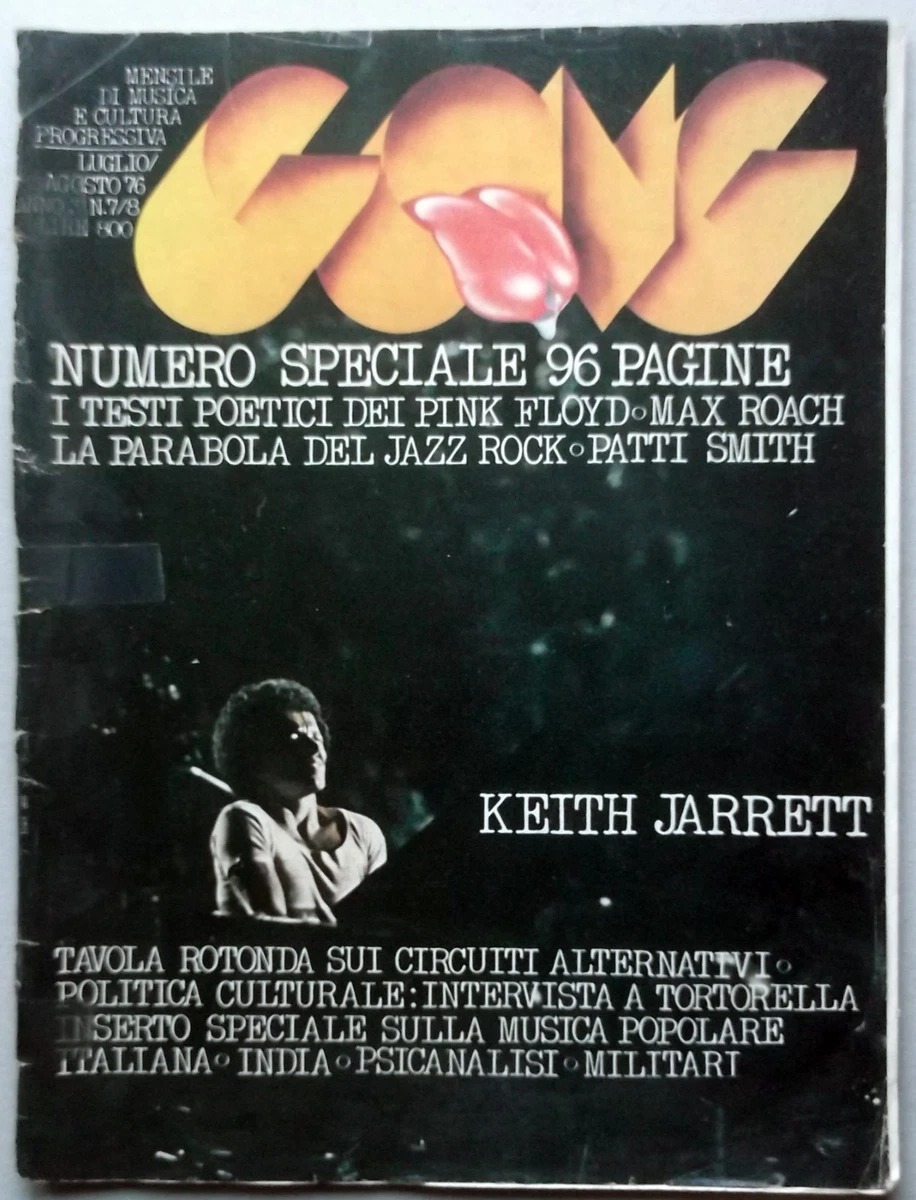 MENSILE
DI MUSICA
E CULTURA
PROGRESSIVA
LUGLIO/
AGOSTO 76
ANNO N.7/8
LIRE 800
GONG
NUMERO SPECIALE 96 PAGINE
I TESTI POETICI DEI PINK FLOYD◦MAX ROACH
LA PARABOLA DEL JAZZ ROCK◦PATTI SMITH
KEITH JARRETT
TAVOLA ROTONDA SUI CIRCUITI ALTERNATIVI◦
POLITICA CULTURALE:INTERVISTA A TORTORELLA
INSERTO SPECIALE SULLA MUSICA POPOLARE
ITALIANA◦INDIA◦PSICANALISI◦MILITARI